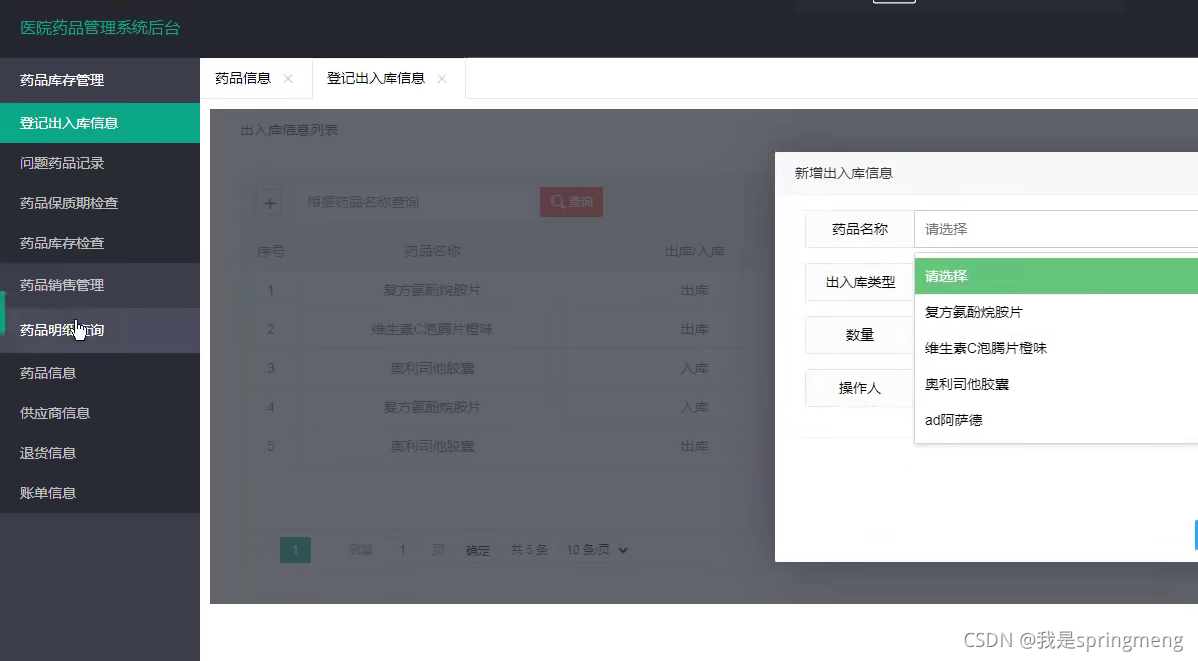 医院药品管理系统后台
药品库存管理
登记出入库信息
问题药品记录
药品保质期检查
药品库存检查
药品销售管理
药品明细查询
药品信息
供应商信息
退货信息
账单信息
药品信息 ×
登记出入库信息 ×
出入库信息列表
+ 根据药品名称查询 查询
序号 药品名称 出库/入库
1 复方氨酚烷胺片 出库
2 维生素C泡腾片橙味 出库
3 奥利司他胶囊 入库
4 复方氨酚烷胺片 入库
5 奥利司他胶囊 出库
1 到第 1 页 确定 共 5 条 10 条/页
新增出入库信息
药品名称 请选择
出入库类型
数量
操作人
请选择
复方氨酚烷胺片
维生素C泡腾片橙味
奥利司他胶囊
ad阿萨德
CSDN @我是springmeng